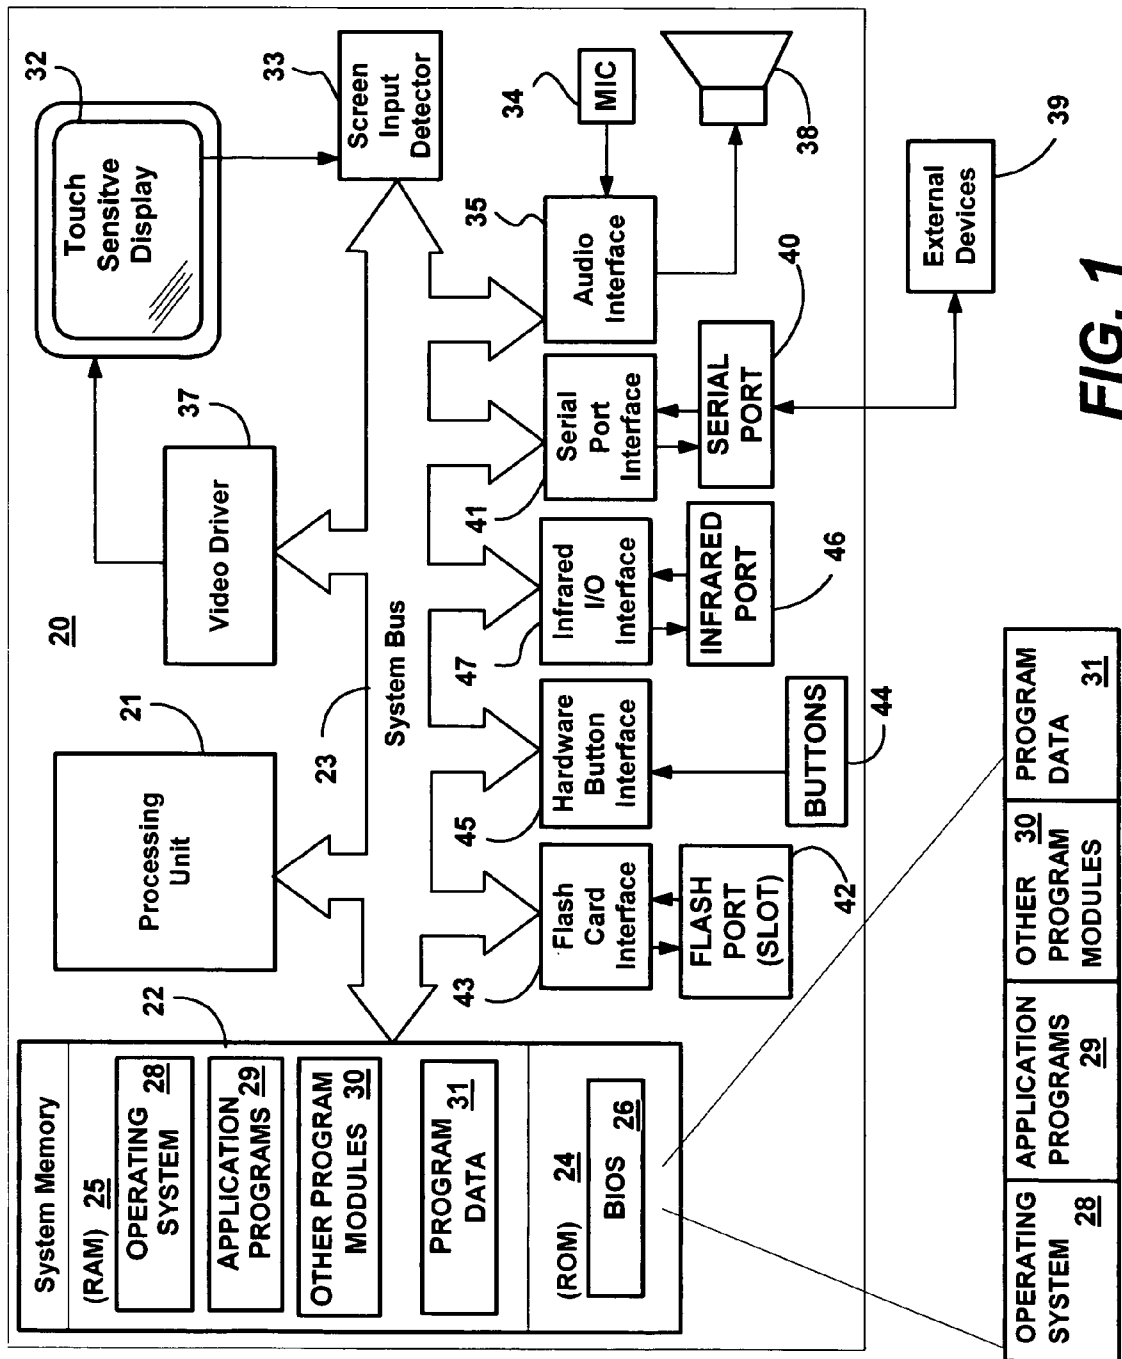 System Memory
(RAM) 25
OPERATING
SYSTEM 28
APPLICATION
PROGRAMS 29
OTHER PROGRAM
MODULES 30
PROGRAM
DATA 31
(ROM) 24
BIOS 26
22
Processing
Unit
21
20
Video Driver
37
Touch
Sensitve
Display
32
33
Screen
Input
Detector
23
System Bus
43
Flash
Card
Interface
45
Hardware
Button
Interface
47
Infrared
I/O
Interface
41
Serial
Port
Interface
35
Audio
Interface
34
MIC
38
FLASH
PORT
(SLOT)
42
BUTTONS
44
INFRARED
PORT
46
SERIAL
PORT
40
External
Devices
39
OPERATING
SYSTEM 28
APPLICATION
PROGRAMS
29
OTHER 30
PROGRAM
MODULES
PROGRAM
DATA 31
FIG. 1